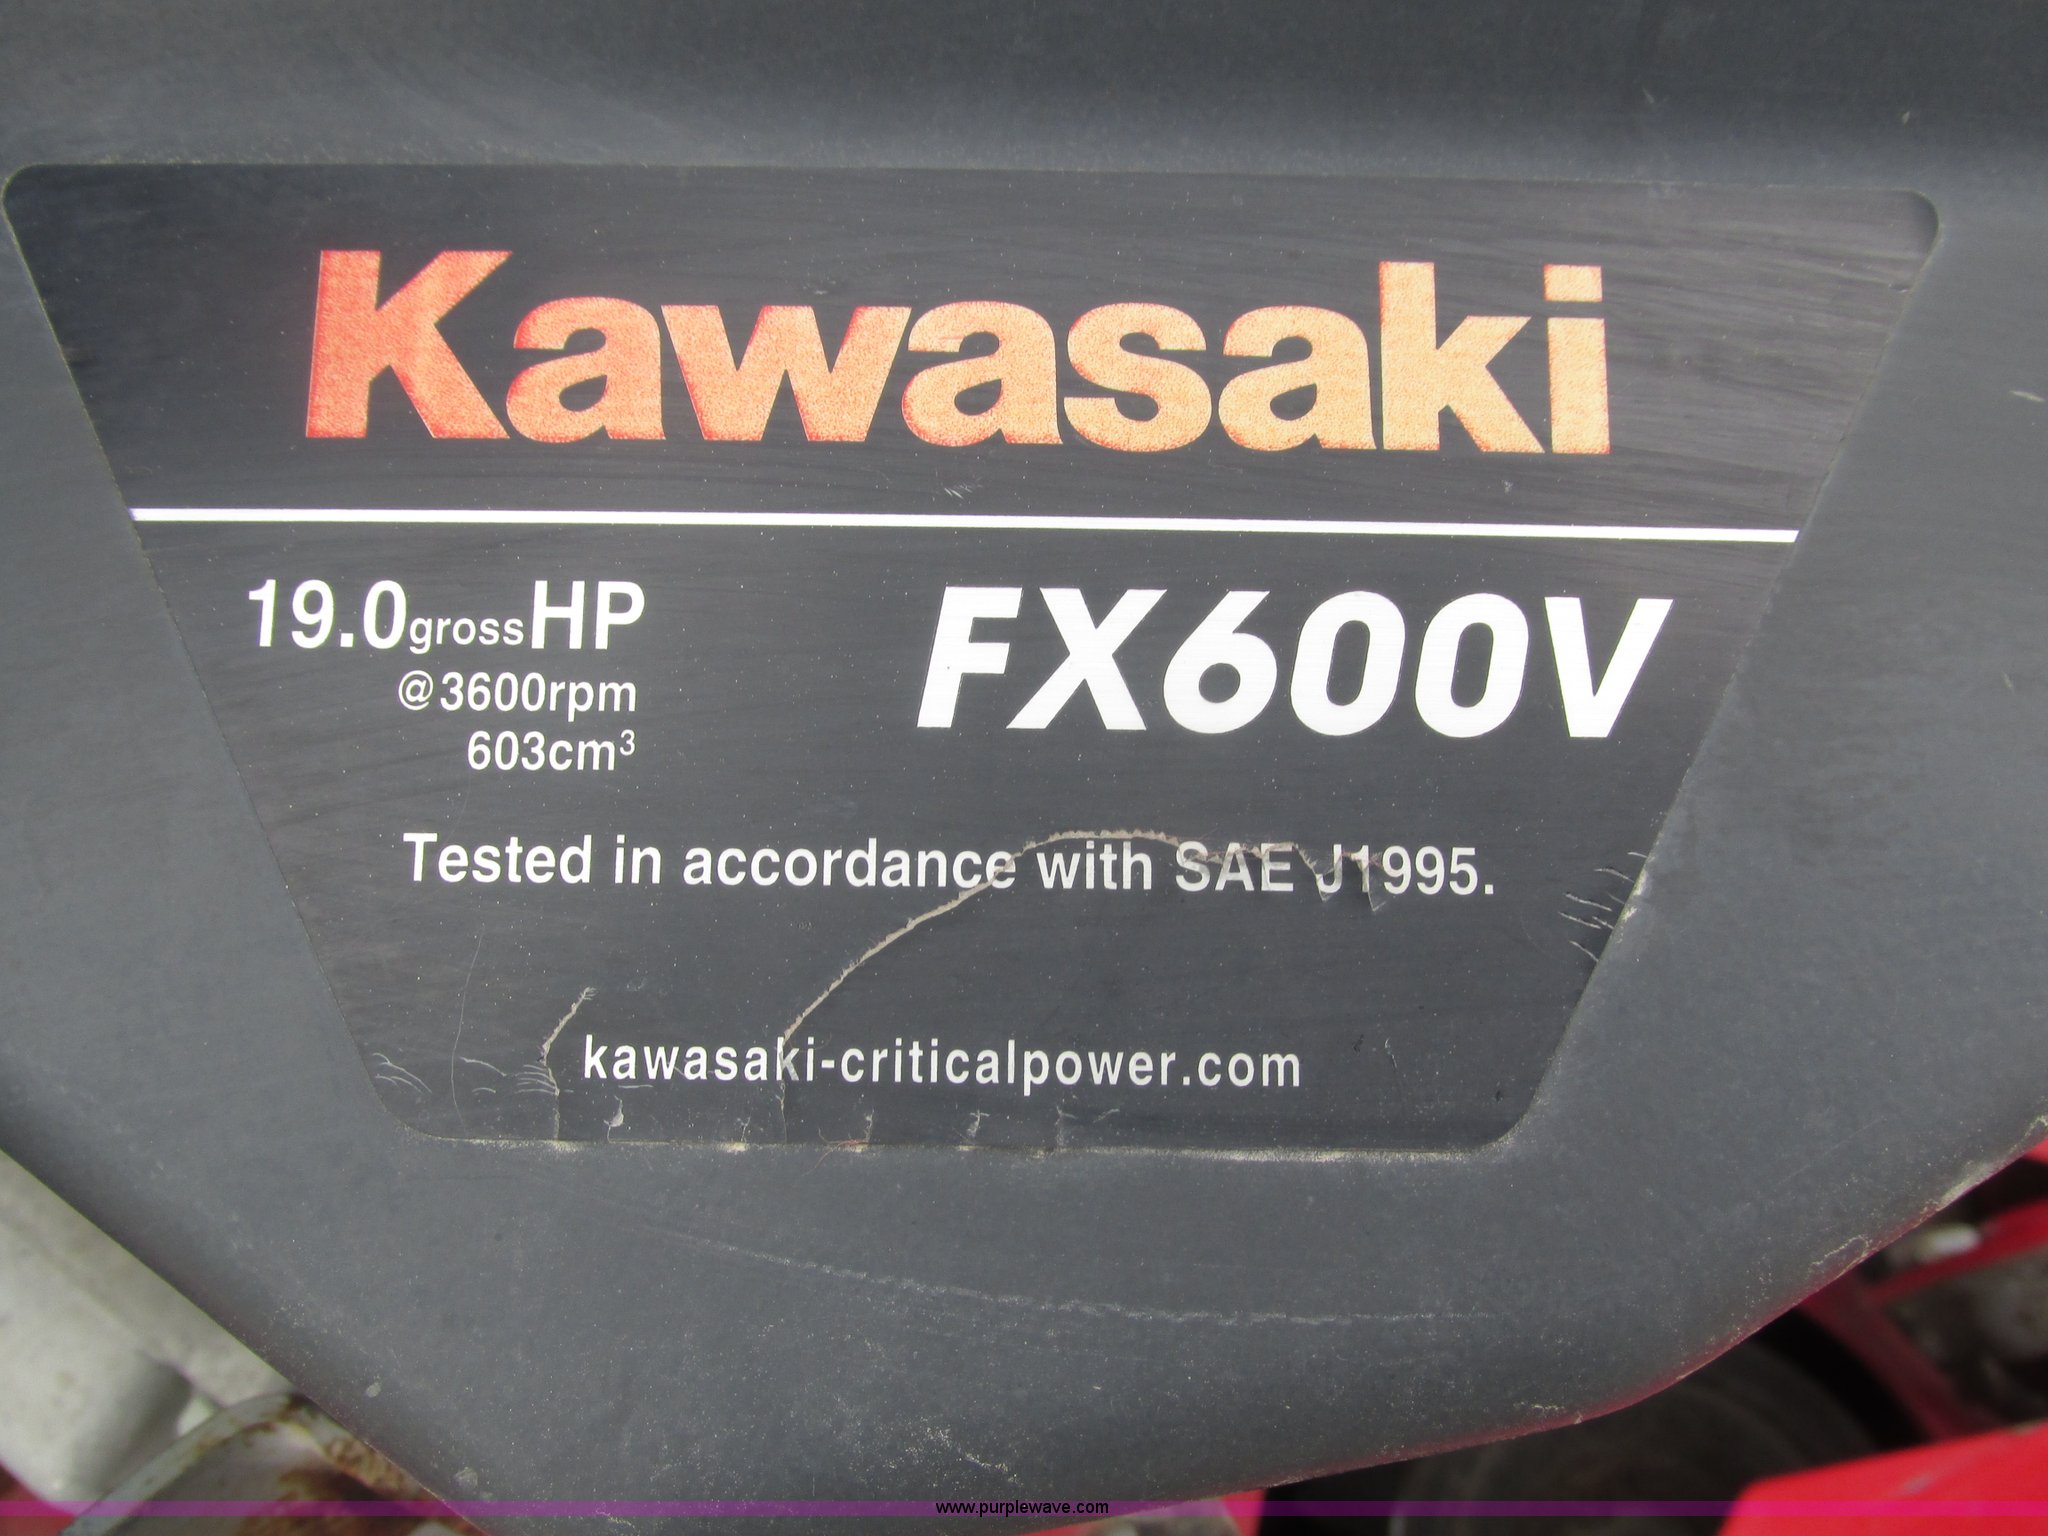 Kawasaki
19.0grossHP
@3600rpm
603cm³
FX600V
Tested in accordance with SAE J1995.
kawasaki-criticalpower.com
www.purplewave.com